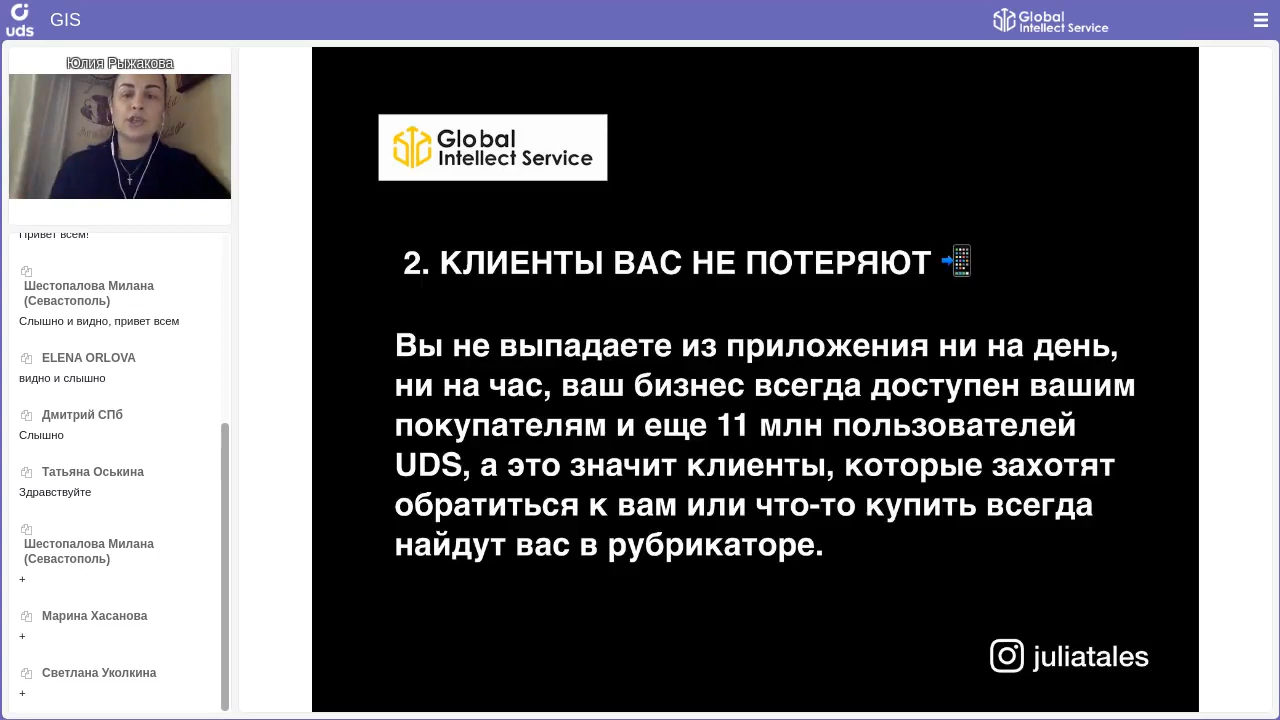 uds
GIS
Global
Intellect Service
Юлия Рыжакова
Привет всем!
Шестопалова Милана
(Севастополь)
Слышно и видно, привет всем
ELENA ORLOVA
видно и слышно
Дмитрий СПб
Слышно
Татьяна Оськина
Здравствуйте
Шестопалова Милана
(Севастополь)
+
Марина Хасанова
+
Светлана Уколкина
+
Global
Intellect Service
2. КЛИЕНТЫ ВАС НЕ ПОТЕРЯЮТ
Вы не выпадаете из приложения ни на день,
ни на час, ваш бизнес всегда доступен вашим
покупателям и еще 11 млн пользователей
UDS, а это значит клиенты, которые захотят
обратиться к вам или что-то купить всегда
найдут вас в рубрикаторе.
juliatales